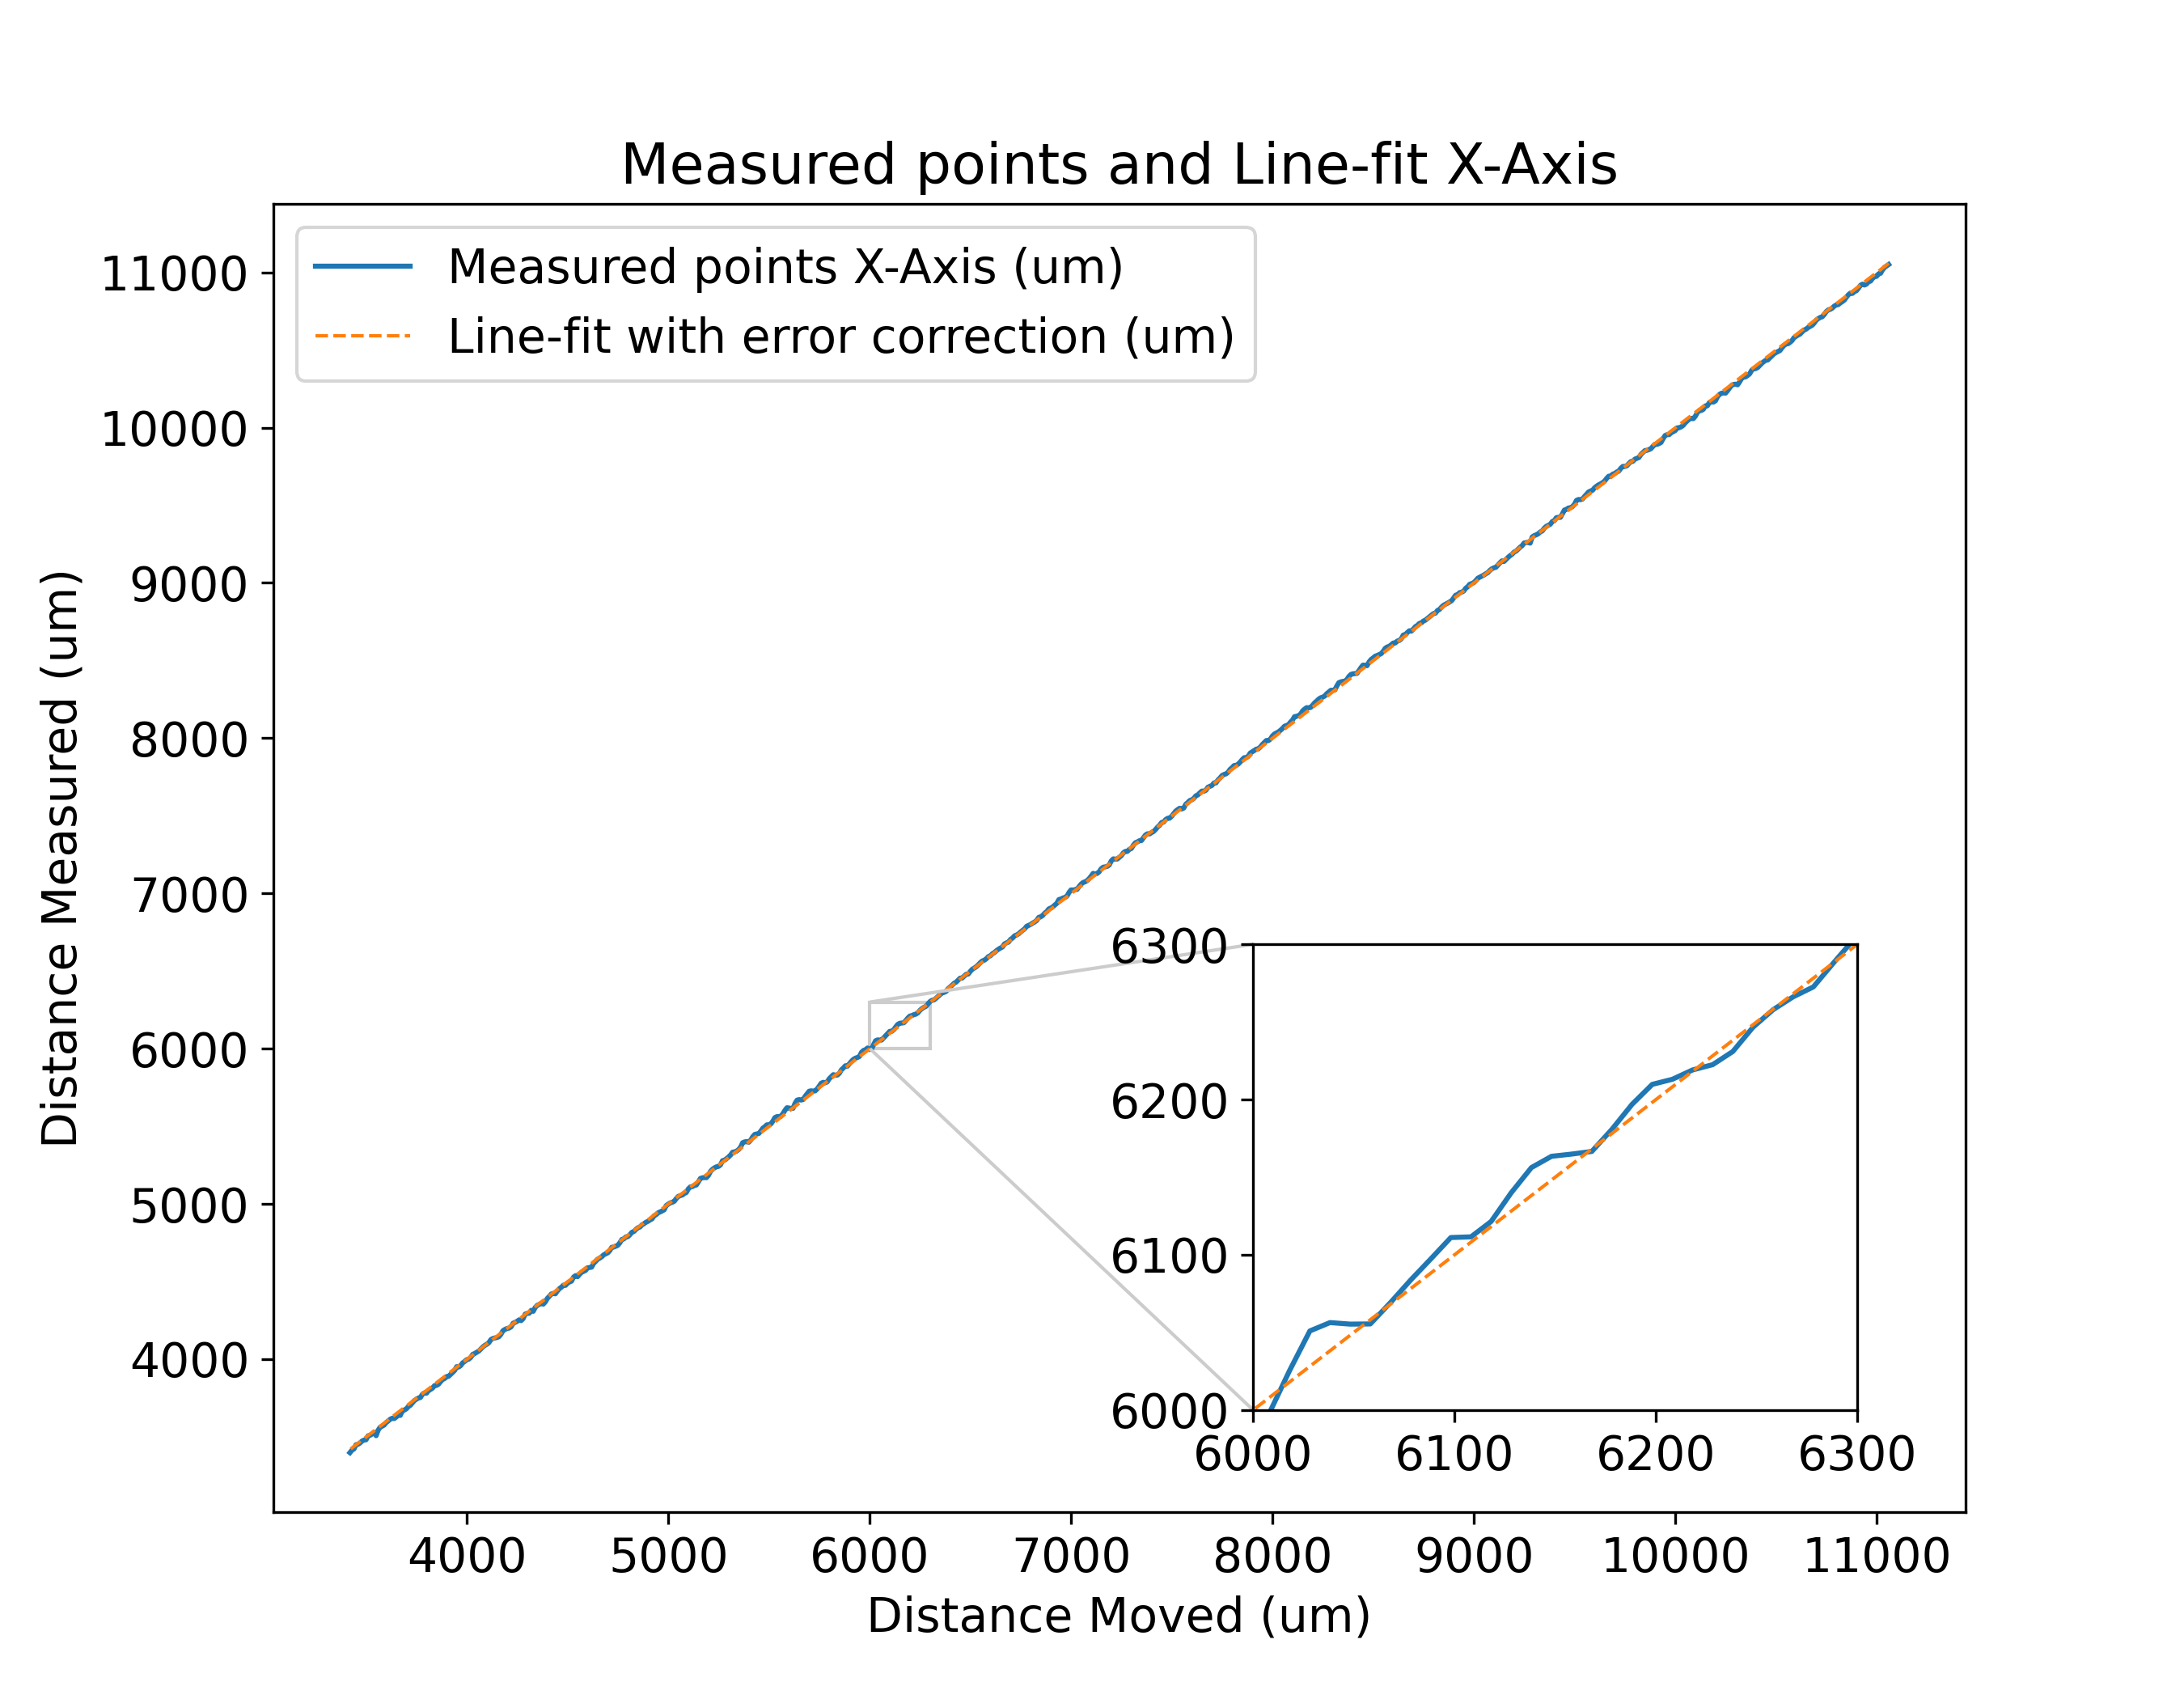 Measured points and Line-fit X-Axis
Measured points X-Axis (um)
Line-fit with error correction (um)
11000
10000
9000
8000
7000
6000
5000
4000
Distance Measured (um)
6300
6200
6100
6000
6000 6100 6200 6300
4000 5000 6000 7000 8000 9000 10000 11000
Distance Moved (um)